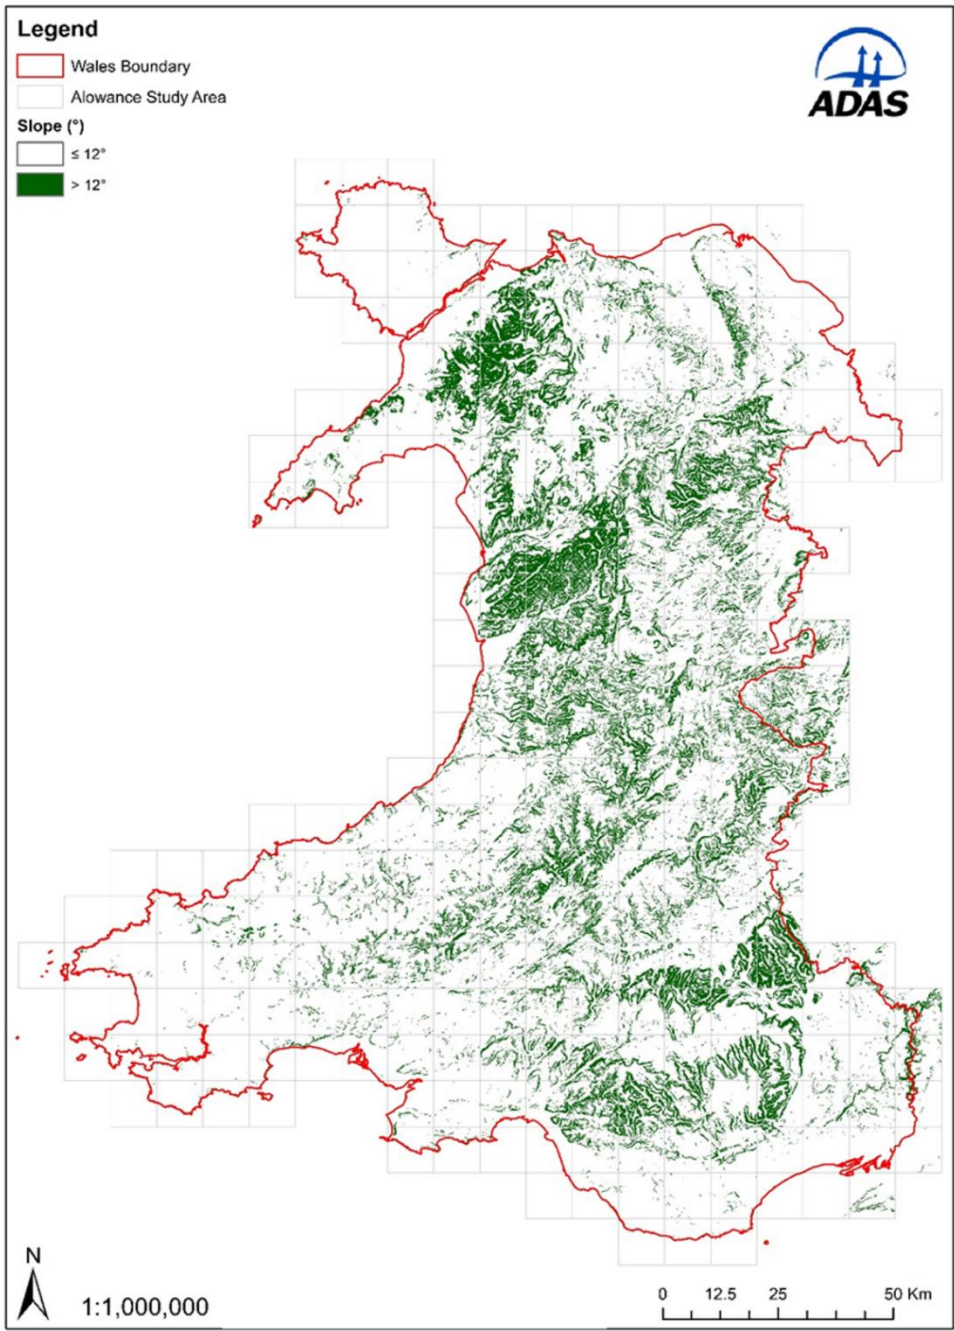 Legend
Wales Boundary
Alowance Study Area
Slope (°)
≤ 12°
> 12°
ADAS
N
1:1,000,000
0 12.5 25 50 Km